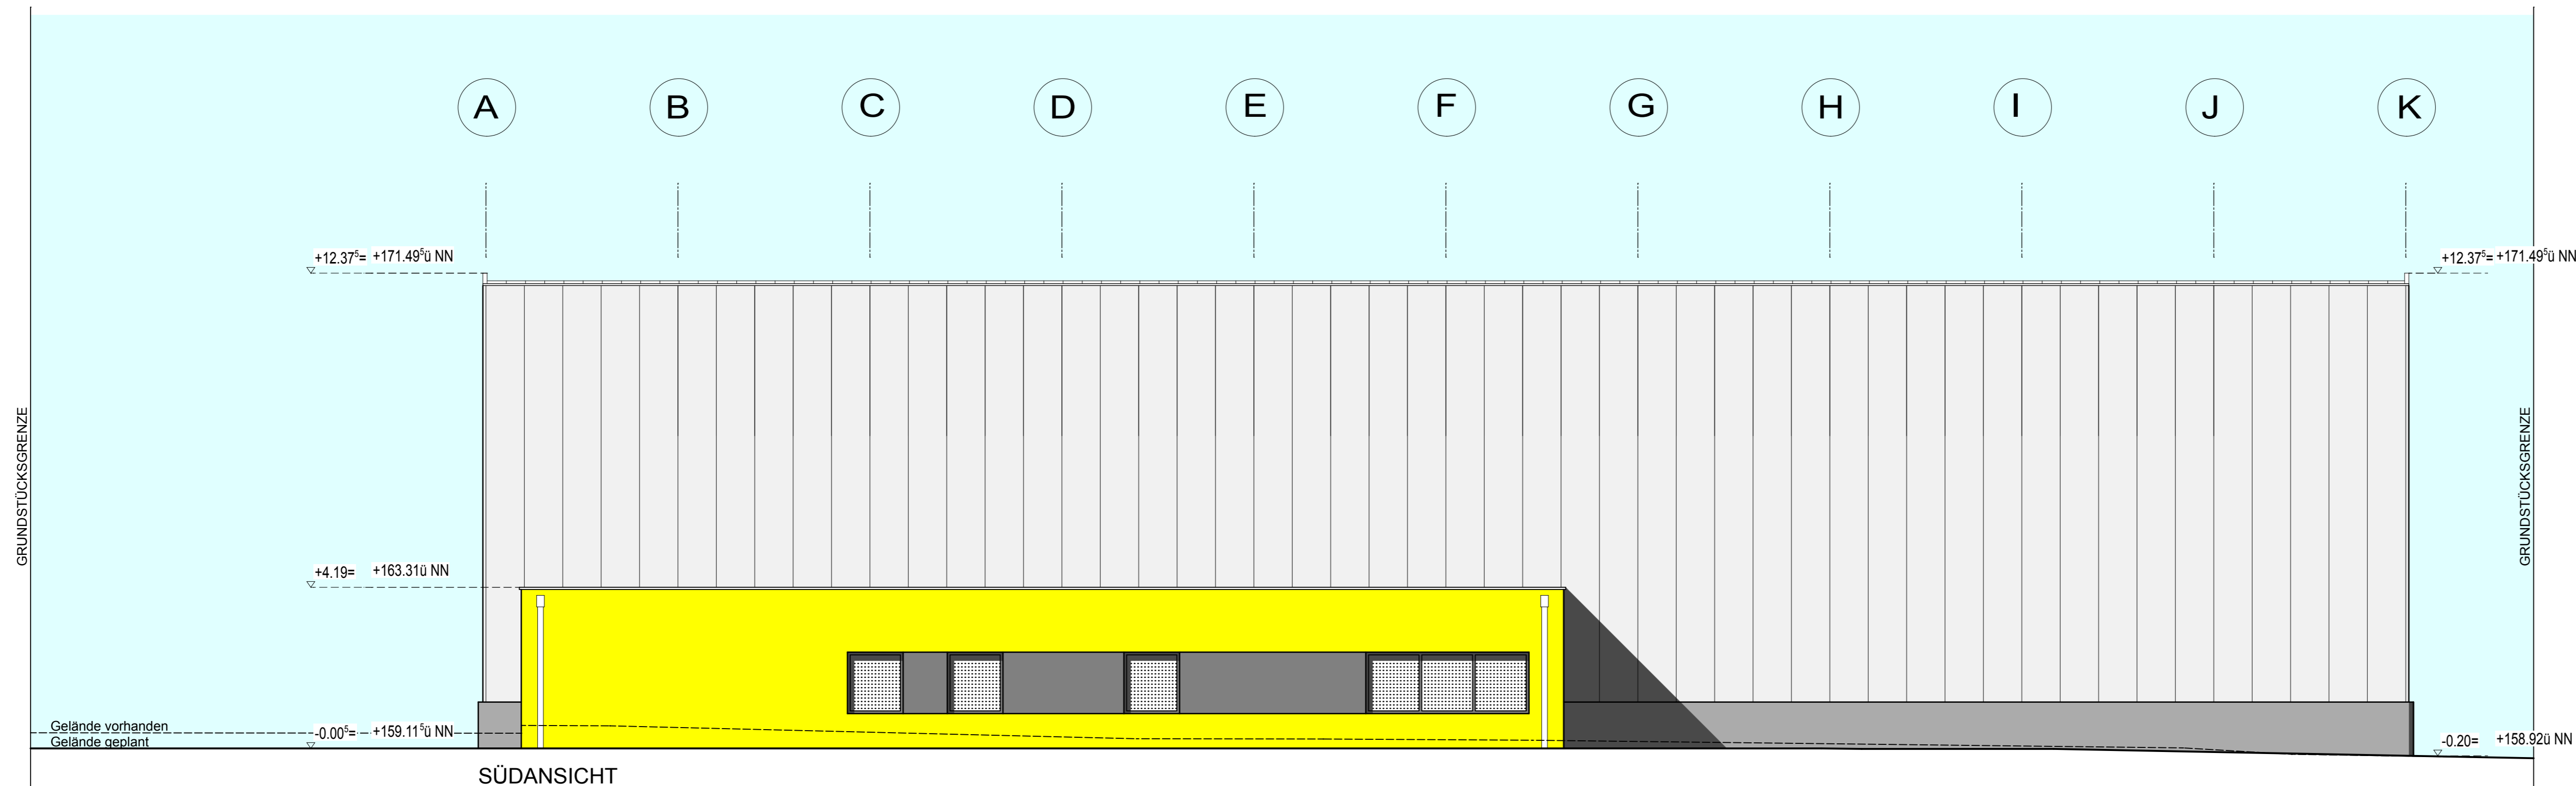 A B C D E F G H I J K
+12.37⁵= +171.49⁵ü NN
+12.37⁵= +171.49⁵ü NN
GRUNDSTÜCKSGRENZE
GRUNDSTÜCKSGRENZE
+4.19= +163.31ü NN
Gelände vorhanden
-0.00⁵= +159.11⁵ü NN
Gelände geplant
-0.20= +158.92ü NN
SÜDANSICHT